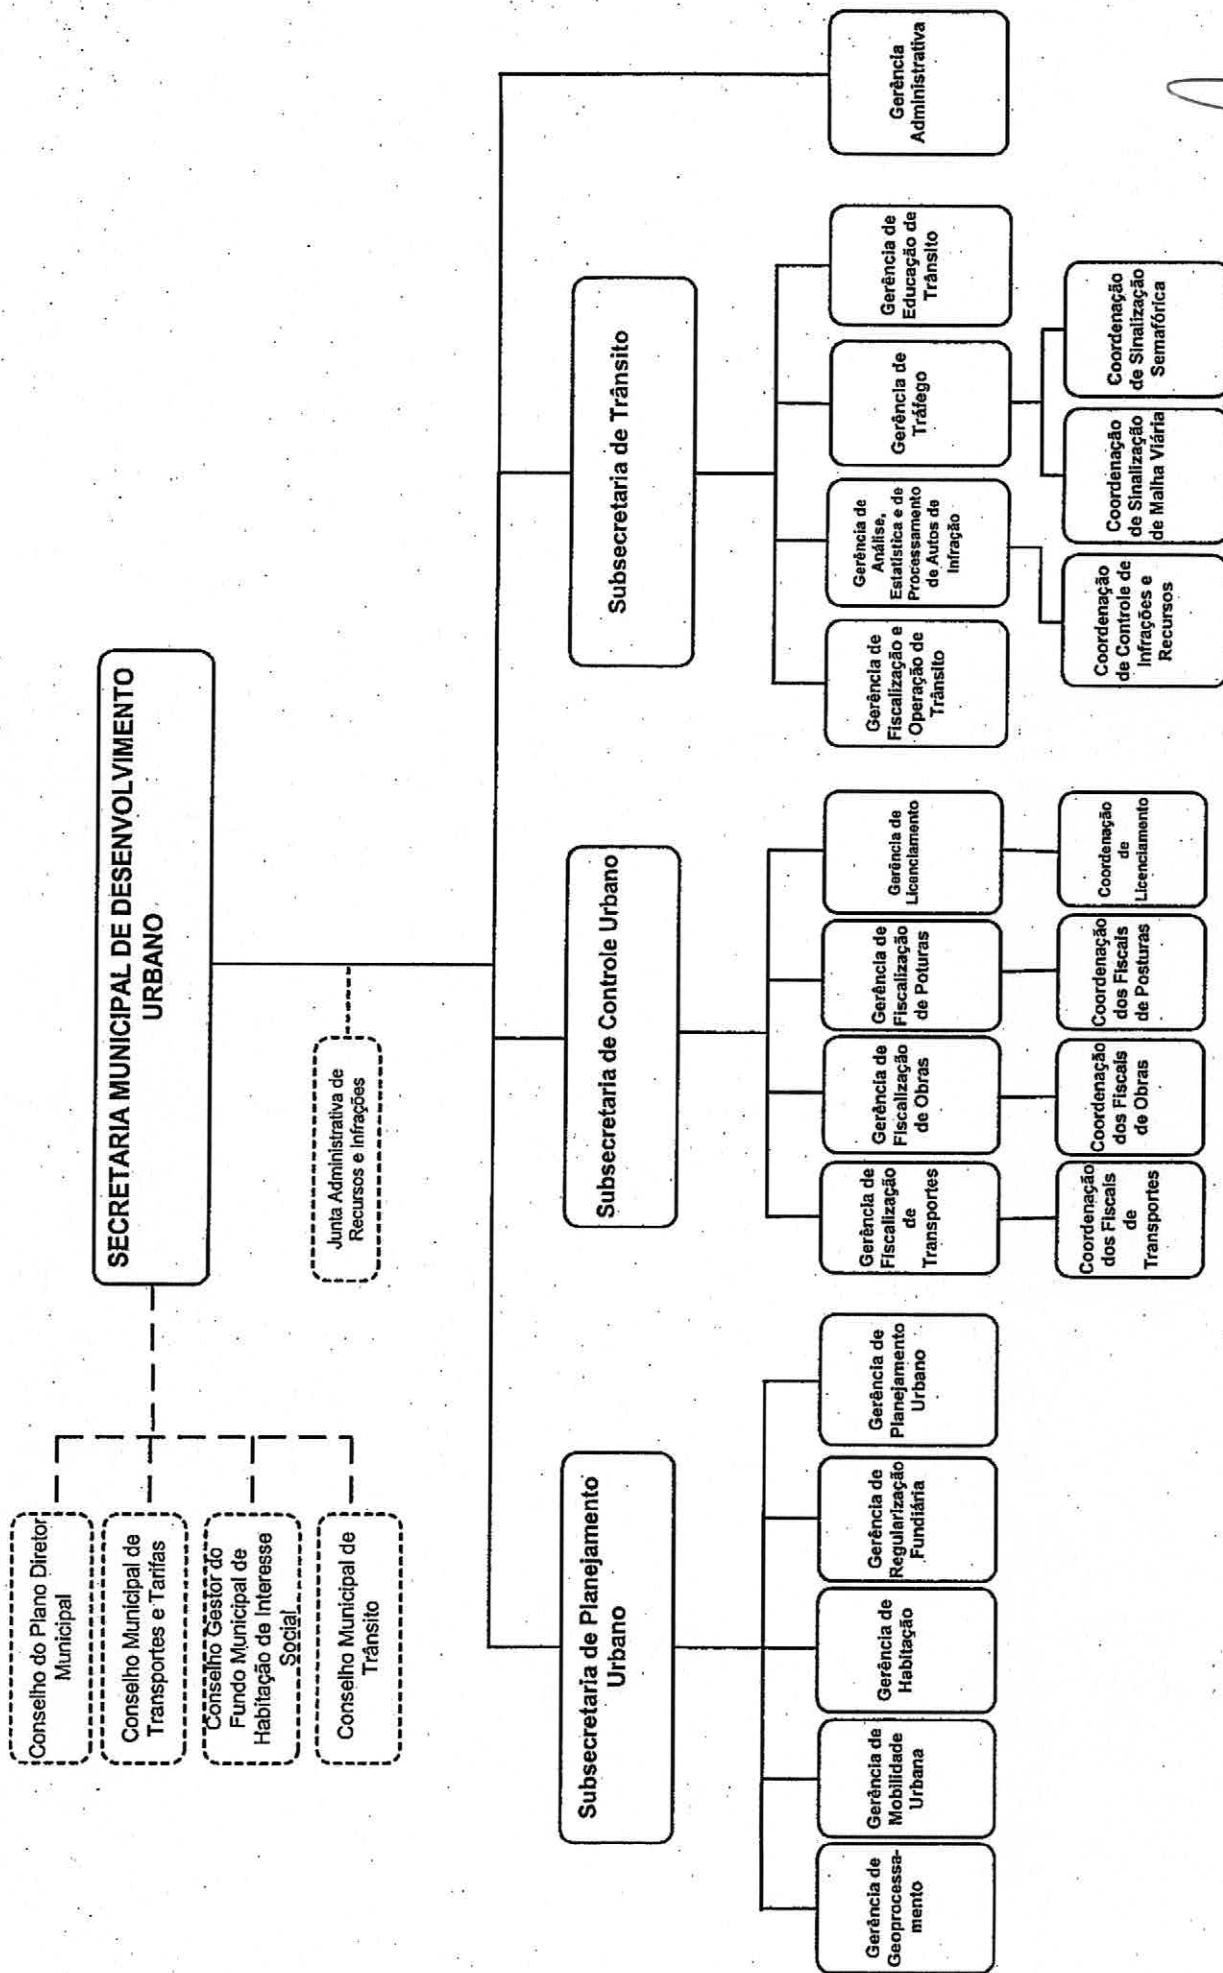 SECRETARIA MUNICIPAL DE DESENVOLVIMENTO
URBANO
Conselho do Plano Diretor
Municipal
Conselho Municipal de
Transportes e Tarifas
Conselho Gestor do
Fundo Municipal de
Habitação de Interesse
Social
Conselho Municipal de
Trânsito
Junta Administrativa de
Recursos e Infrações
Subsecretaria de Planejamento
Urbano
Subsecretaria de Controle Urbano
Subsecretaria de Trânsito
Gerência de
Geoprocessa-
mento
Gerência de
Mobilidade
Urbana
Gerência de
Habitação
Gerência de
Regularização
Fundiária
Gerência de
Planejamento
Urbano
Gerência de
Fiscalização
de
Transportes
Gerência de
Fiscalização
de Obras
Gerência de
Fiscalização
de Poturas
Gerência de
Licenciamento
Gerência de
Fiscalização e
Operação de
Trânsito
Gerência de
Análise,
Estatística e de
Processamento
de Autos de
Infração
Gerência de
Tráfego
Gerência de
Educação de
Trânsito
Gerência
Administrativa
Coordenação
dos Fiscais
de
Transportes
Coordenação
dos Fiscais
de Obras
Coordenação
dos Fiscais
de Posturas
Coordenação
de
Licenciamento
Coordenação
de Controle de
Infrações e
Recursos
Coordenação
de Sinalização
de Malha Viária
Coordenação
de Sinalização
Semafórica